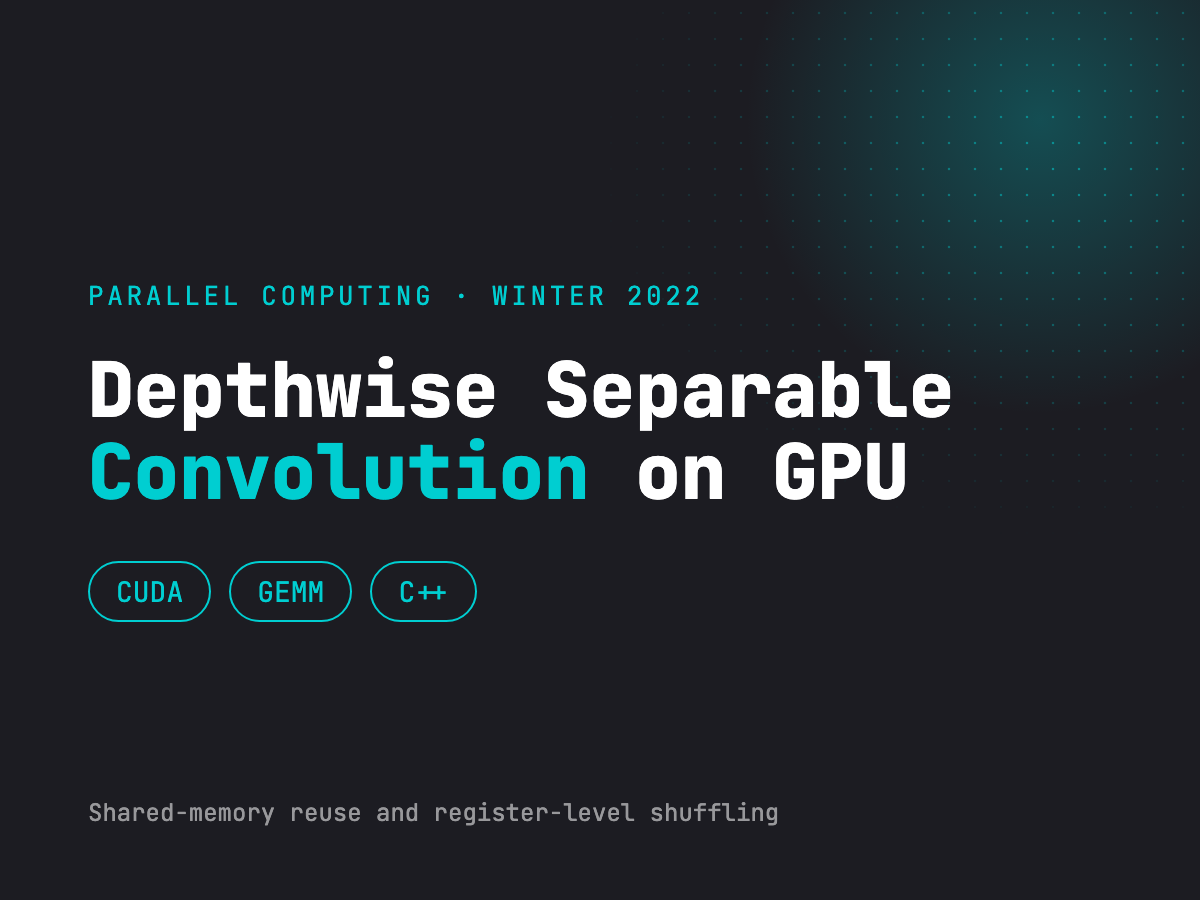 PARALLEL COMPUTING · WINTER 2022
Depthwise Separable
Convolution on GPU
CUDA GEMM C++
Shared-memory reuse and register-level shuffling